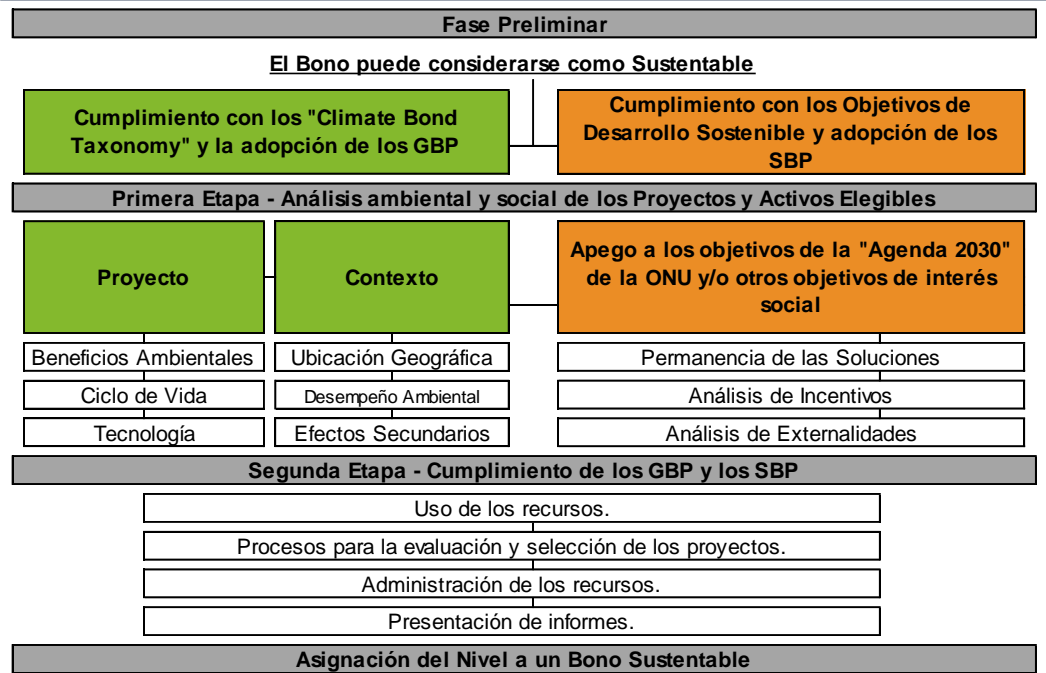 Fase Preliminar
El Bono puede considerarse como Sustentable
Cumplimiento con los "Climate Bond
Taxonomy" y la adopción de los GBP
Cumplimiento con los Objetivos de
Desarrollo Sostenible y adopción de los
SBP
Primera Etapa - Análisis ambiental y social de los Proyectos y Activos Elegibles
Proyecto
Contexto
Apego a los objetivos de la "Agenda 2030"
de la ONU y/o otros objetivos de interés
social
Beneficios Ambientales
Ubicación Geográfica
Permanencia de las Soluciones
Ciclo de Vida
Desempeño Ambiental
Análisis de Incentivos
Tecnología
Efectos Secundarios
Análisis de Externalidades
Segunda Etapa - Cumplimiento de los GBP y los SBP
Uso de los recursos.
Procesos para la evaluación y selección de los proyectos.
Administración de los recursos.
Presentación de informes.
Asignación del Nivel a un Bono Sustentable